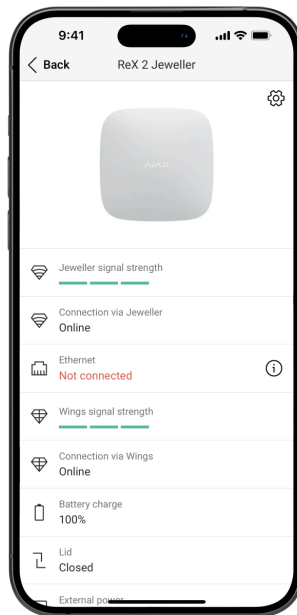 9:41
Back
ReX 2 Jeweller
AJAX
Jeweller signal strength
Connection via Jeweller
Online
Ethernet
Not connected
Wings signal strength
Connection via Wings
Online
Battery charge
100%
Lid
Closed
External power